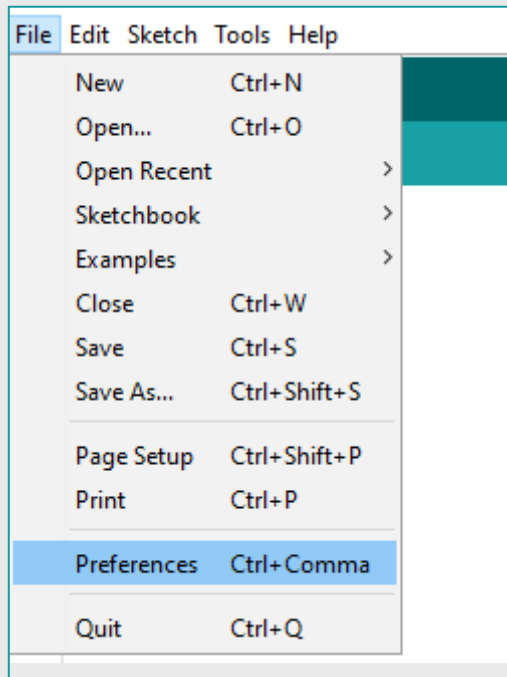 File Edit Sketch Tools Help
New Ctrl+N
Open... Ctrl+O
Open Recent
Sketchbook
Examples
Close Ctrl+W
Save Ctrl+S
Save As... Ctrl+Shift+S
Page Setup Ctrl+Shift+P
Print Ctrl+P
Preferences Ctrl+Comma
Quit Ctrl+Q